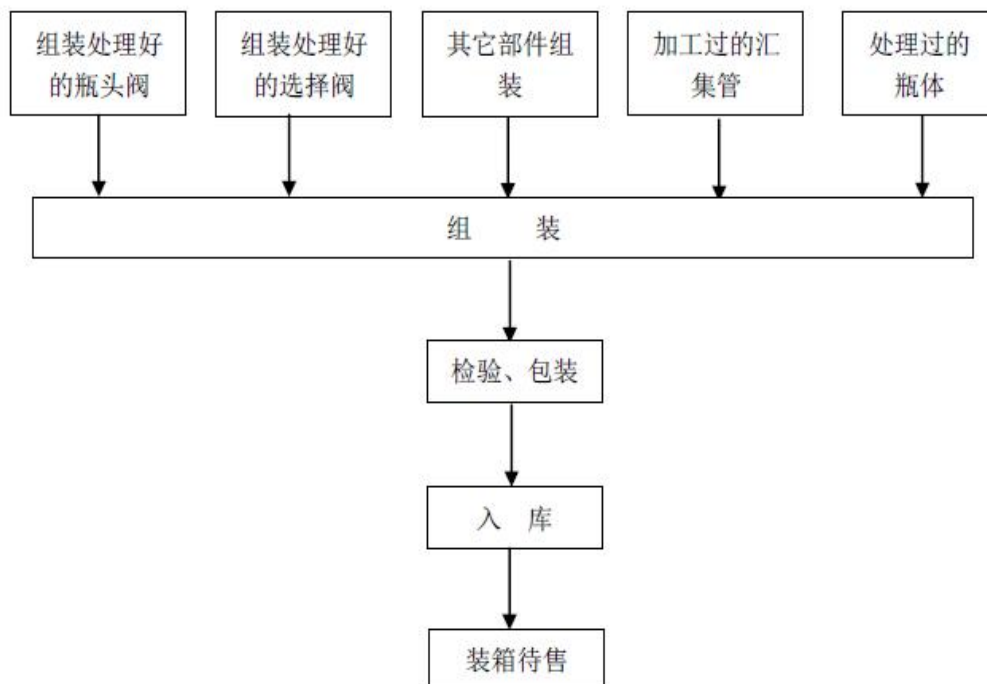 组装处理好
的瓶头阀
组装处理好
的选择阀
其它部件组
装
加工过的汇
集管
处理过的
瓶体
组 装
检验、包装
入 库
装箱待售